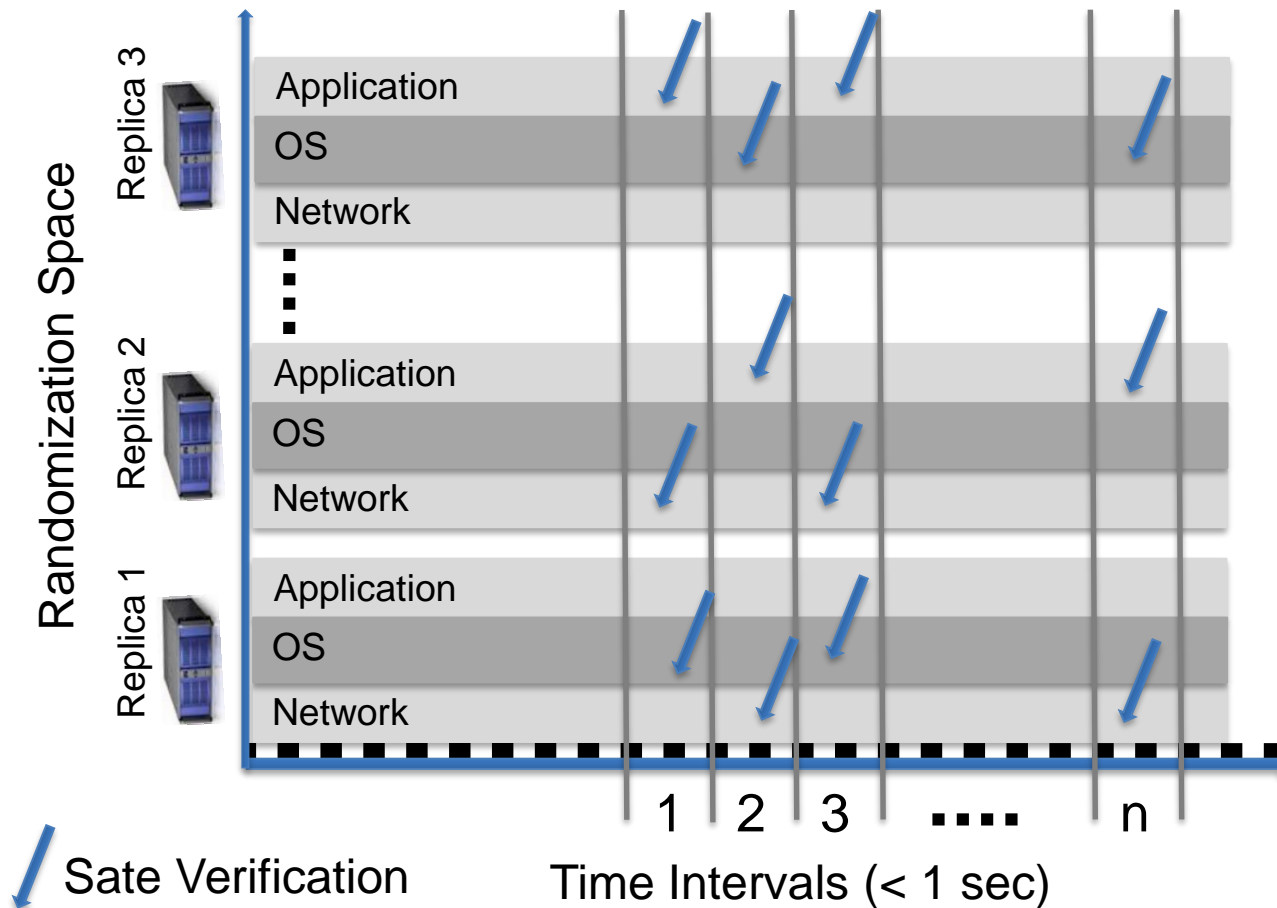 Randomization Space
Replica 3
Application
OS
Network
Replica 2
Application
OS
Network
Replica 1
Application
OS
Network
1 2 3 .... n
Sate Verification
Time Intervals (< 1 sec)